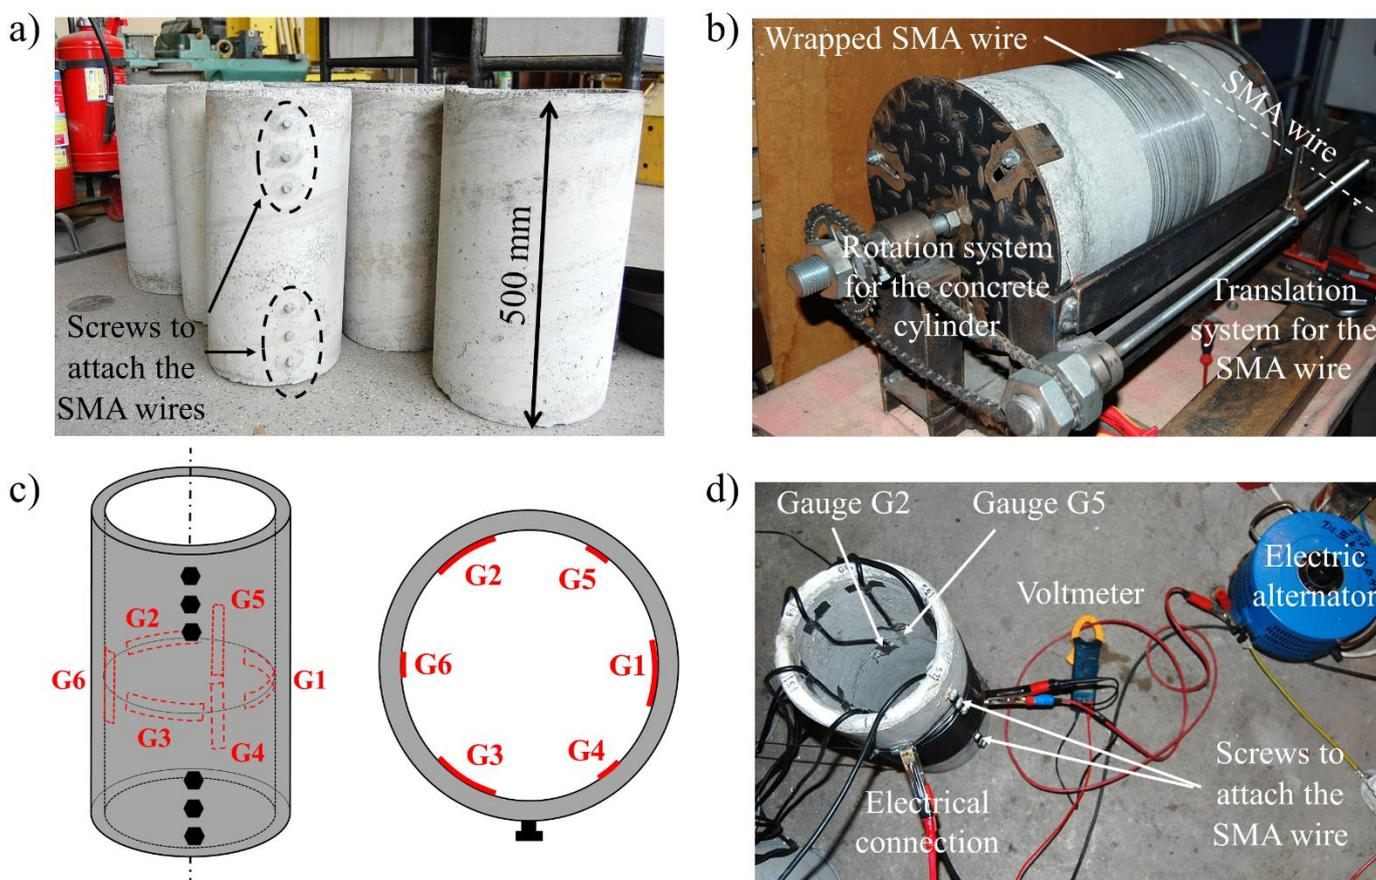 a)
Screws to
attach the
SMA wires
500 mm
b)
Wrapped SMA wire
SMA wire
Rotation system
for the concrete
cylinder
Translation
system for the
SMA wire
c)
G2
G5
G6
G1
G3
G4
G2
G5
G6
G1
G3
G4
d)
Gauge G2
Gauge G5
Voltmeter
Electric
alternator
Electrical
connection
Screws to
attach the
SMA wire